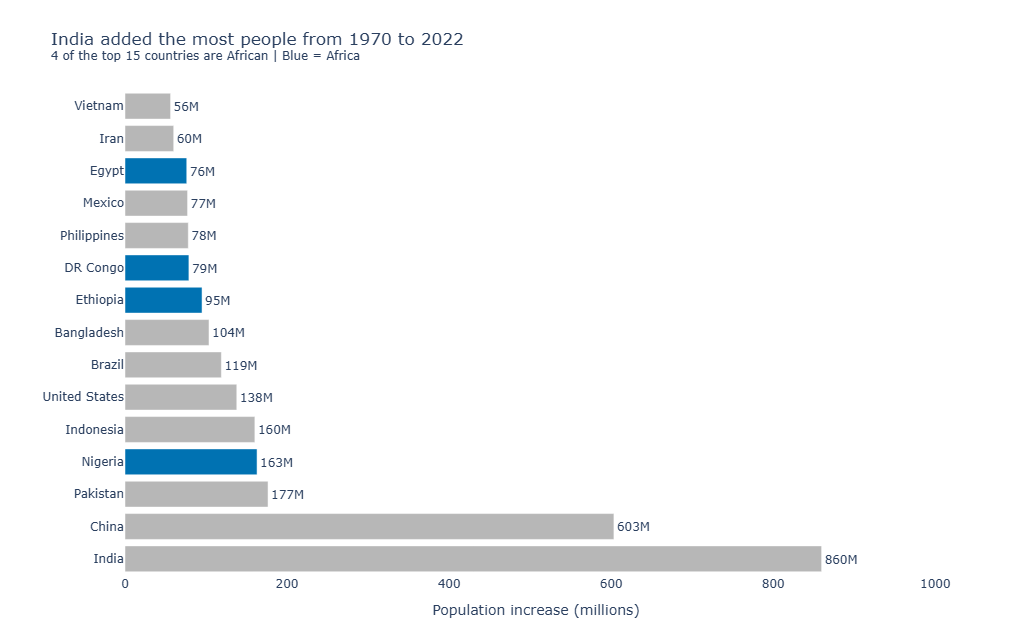 India added the most people from 1970 to 2022
4 of the top 15 countries are African | Blue = Africa
Vietnam 56M
Iran 60M
Egypt 76M
Mexico 77M
Philippines 78M
DR Congo 79M
Ethiopia 95M
Bangladesh 104M
Brazil 119M
United States 138M
Indonesia 160M
Nigeria 163M
Pakistan 177M
China 603M
India 860M
0 200 400 600 800 1000
Population increase (millions)